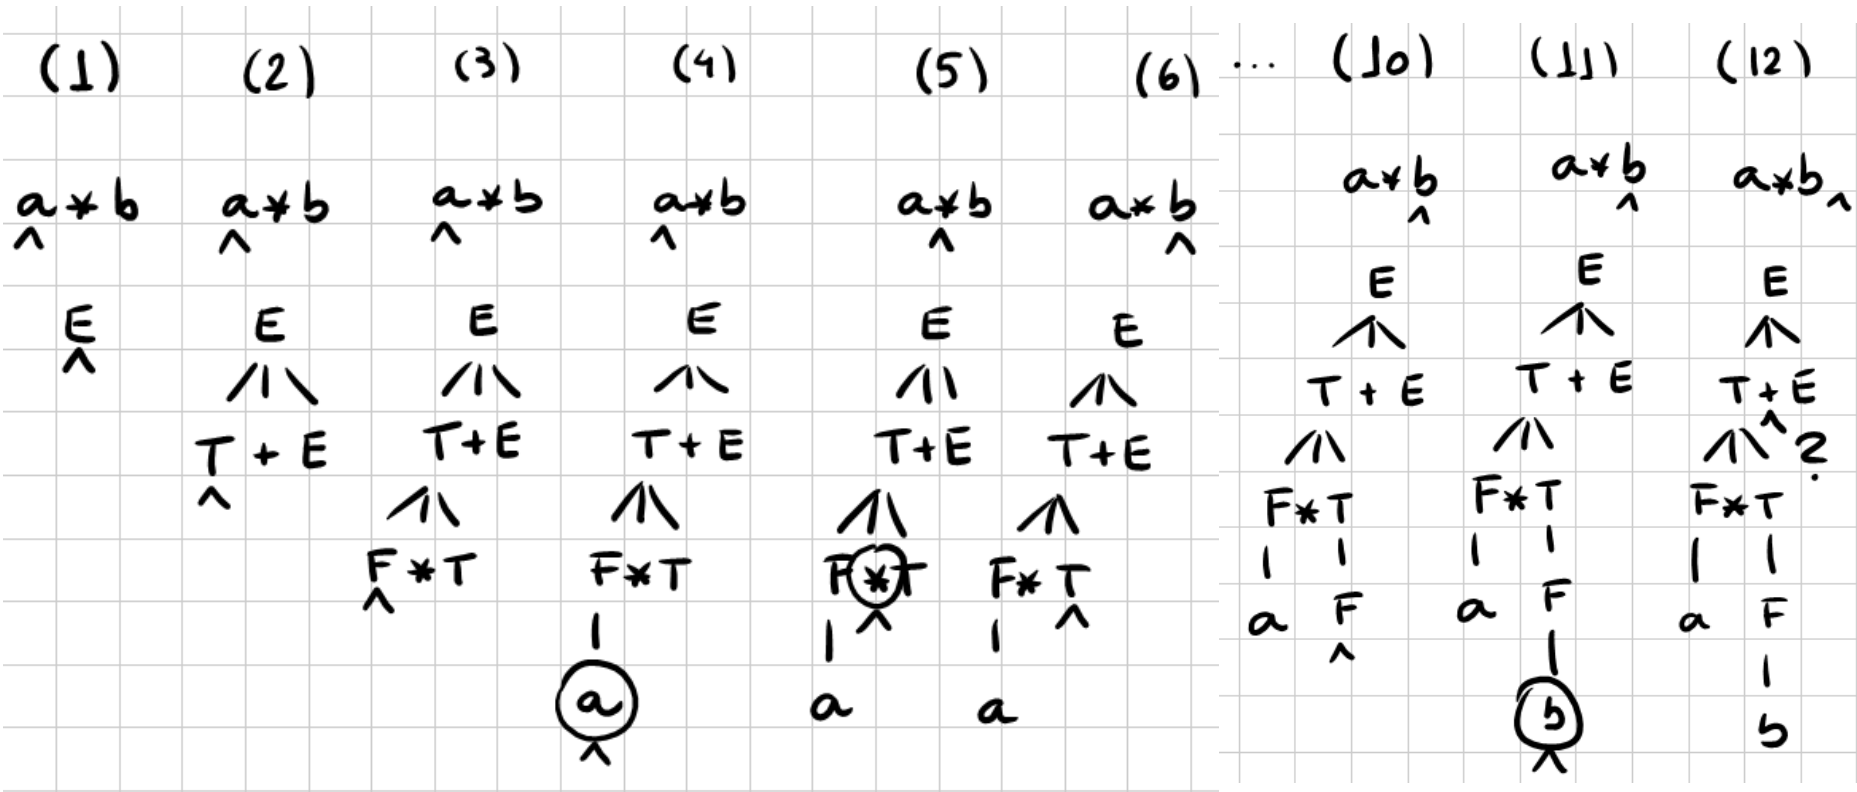 (1) (2) (3) (4) (5) (6) ... (10) (11) (12)
a * b a * b a * b a * b a * b a * b a * b a * b a * b
^ ^ ^ ^ ^ ^ ^ ^ ^
E E E E E E E E E
^
T + E T + E T + E T + E T + E T + E T + E T + E
^ ^ ?
F * T F * T F * T F * T F * T F * T F * T
^ ^ ^
a a a a F a F a F
^
b b
^